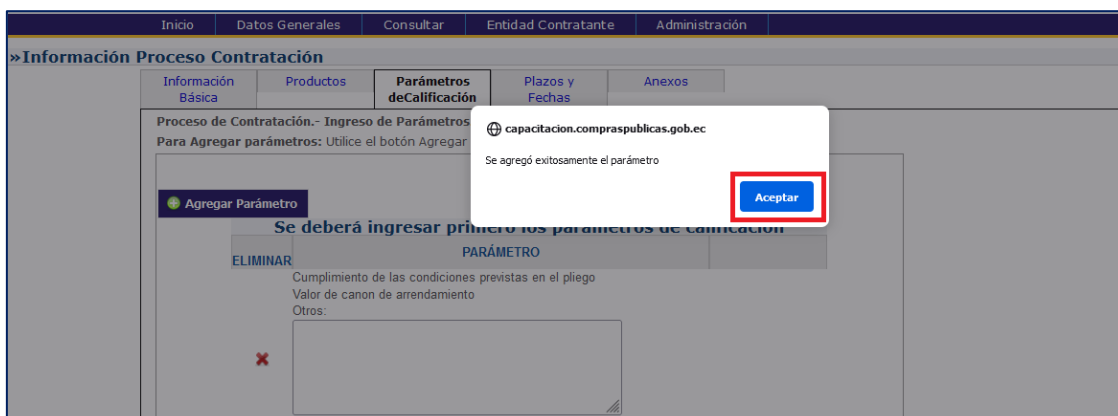 Inicio Datos Generales Consultar Entidad Contratante Administración
»Información Proceso Contratación
Información Básica Productos Parámetros deCalificación Plazos y Fechas Anexos
Proceso de Contratación.- Ingreso de Parámetros
Para Agregar parámetros: Utilice el botón Agregar
capacitacion.compraspublicas.gob.ec
Se agregó exitosamente el parámetro
Aceptar
Agregar Parámetro
Se deberá ingresar primero los parámetros de calificación
ELIMINAR PARÁMETRO
Cumplimiento de las condiciones previstas en el pliego
Valor de canon de arrendamiento
Otros: